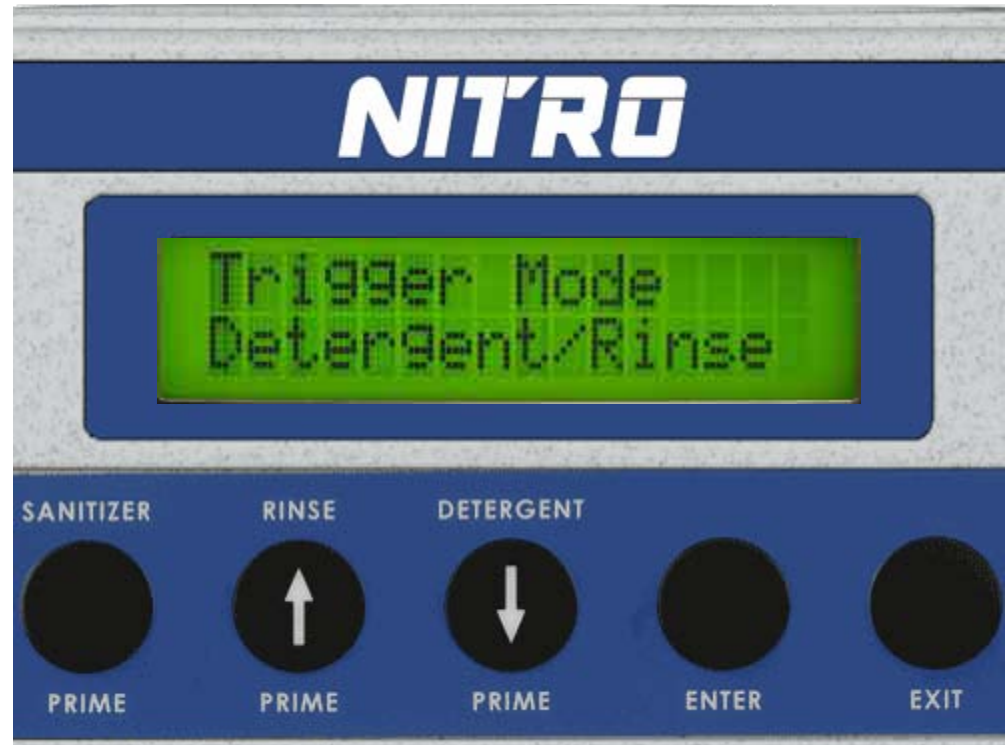 NITRO
Trigger Mode
Detergent/Rinse
SANITIZER RINSE DETERGENT
PRIME PRIME PRIME ENTER EXIT